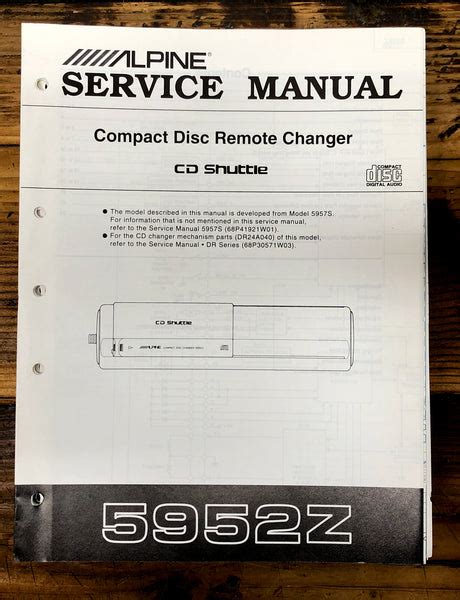 ALPINE®
SERVICE MANUAL
Compact Disc Remote Changer
CD Shuttle
COMPACT
disc
DIGITAL AUDIO
● The model described in this manual is developed from Model 5957S.
For information that is not mentioned in this service manual,
refer to the Service Manual 5957S (68P41921W01).
● For the CD changer mechanism parts (DR24A040) of this model,
refer to the Service Manual • DR Series (68P30571W03).
CD Shuttle
ALPINE COMPACT DISC CHANGER
5952Z